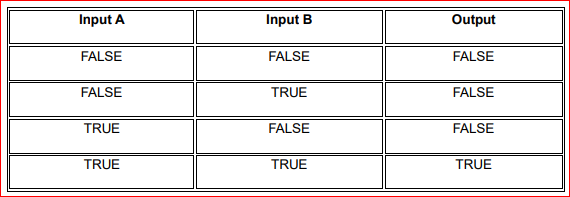 Input A Input B Output
FALSE FALSE FALSE
FALSE TRUE FALSE
TRUE FALSE FALSE
TRUE TRUE TRUE